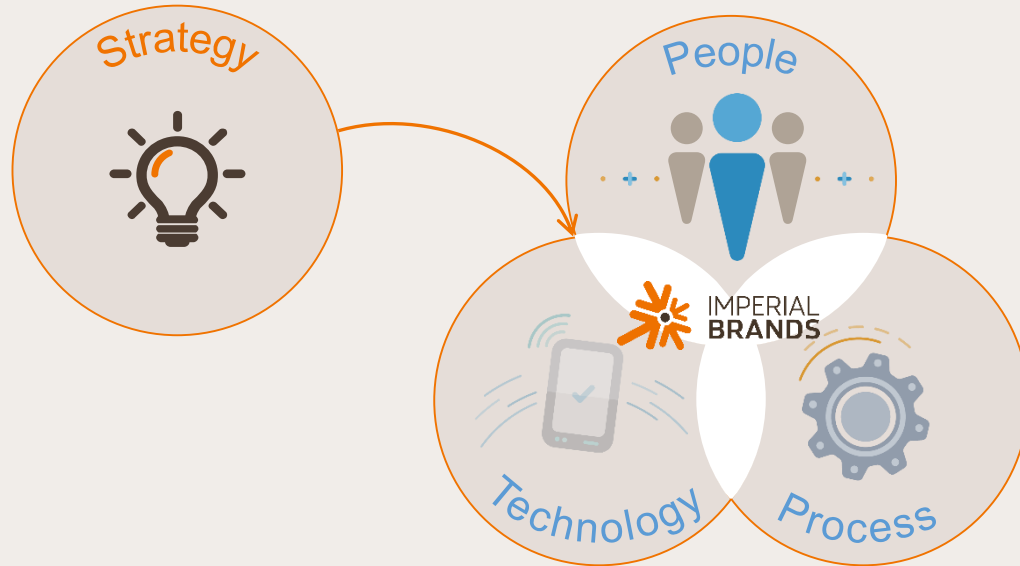 Strategy
People
IMPERIAL
BRANDS
Technology
Process